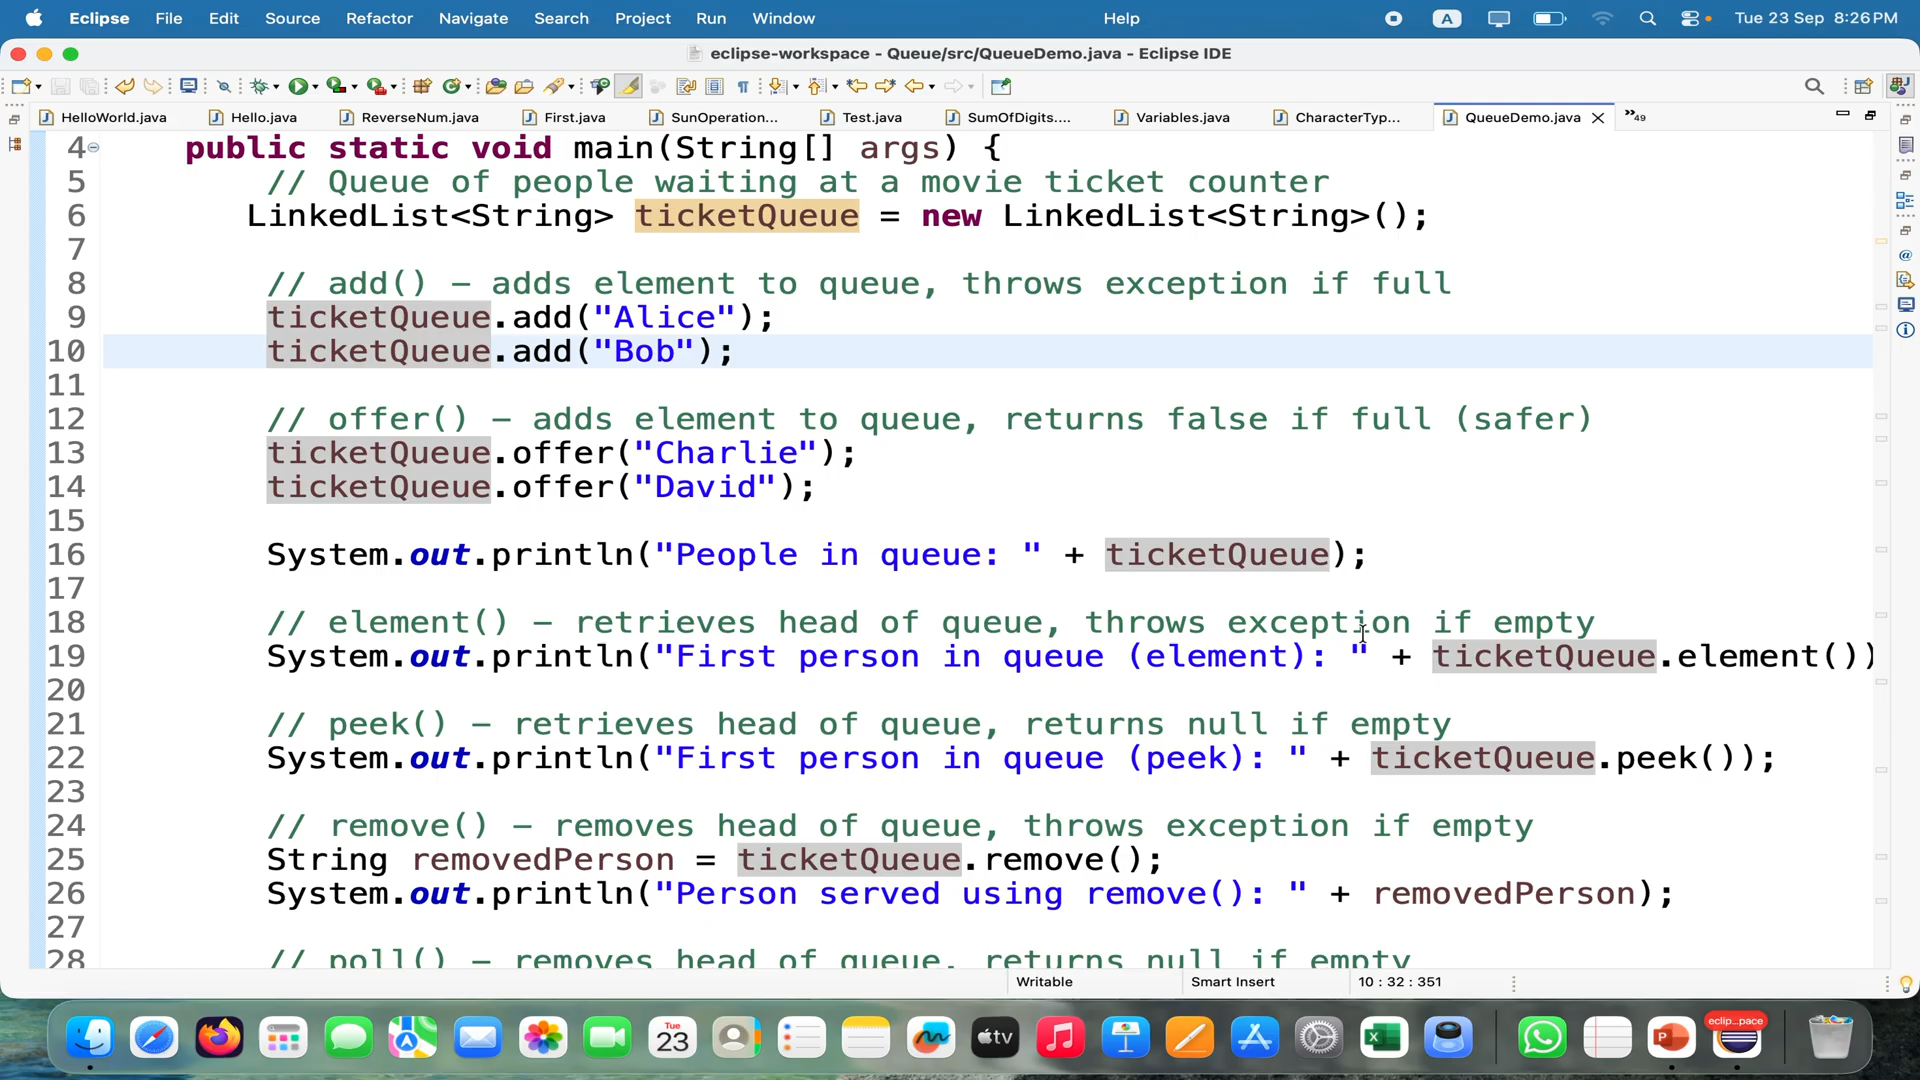 Eclipse File Edit Source Refactor Navigate Search Project Run Window Help A Tue 23 Sep 8:26 PM
eclipse-workspace - Queue/src/QueueDemo.java - Eclipse IDE
HelloWorld.java Hello.java ReverseNum.java First.java SunOperation... Test.java SumOfDigits.... Variables.java CharacterTyp... QueueDemo.java »49
4 public static void main(String[] args) {
5 // Queue of people waiting at a movie ticket counter
6 LinkedList<String> ticketQueue = new LinkedList<String>();
7
8 // add() – adds element to queue, throws exception if full
9 ticketQueue.add("Alice");
10 ticketQueue.add("Bob");
11
12 // offer() – adds element to queue, returns false if full (safer)
13 ticketQueue.offer("Charlie");
14 ticketQueue.offer("David");
15
16 System.out.println("People in queue: " + ticketQueue);
17
18 // element() – retrieves head of queue, throws exception if empty
19 System.out.println("First person in queue (element): " + ticketQueue.element())
20
21 // peek() – retrieves head of queue, returns null if empty
22 System.out.println("First person in queue (peek): " + ticketQueue.peek());
23
24 // remove() – removes head of queue, throws exception if empty
25 String removedPerson = ticketQueue.remove();
26 System.out.println("Person served using remove(): " + removedPerson);
27
28 // poll() – removes head of queue, returns null if empty
Writable Smart Insert 10 : 32 : 351
Tue
23
tv
eclip...pace